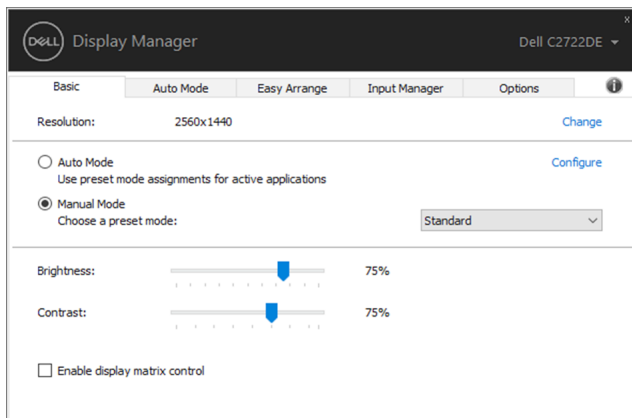 x
DELL Display Manager Dell C2722DE
Basic Auto Mode Easy Arrange Input Manager Options i
Resolution: 2560x1440 Change
Auto Mode Configure
Use preset mode assignments for active applications
Manual Mode
Choose a preset mode: Standard
Brightness: 75%
Contrast: 75%
Enable display matrix control